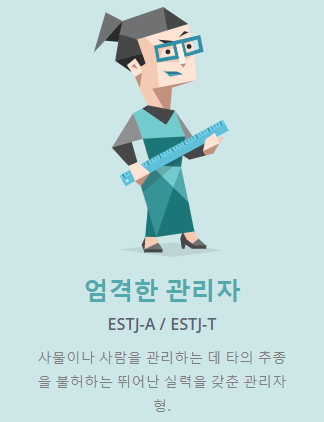 엄격한 관리자
ESTJ-A / ESTJ-T
사물이나 사람을 관리하는 데 타의 추종
을 불허하는 뛰어난 실력을 갖춘 관리자
형.